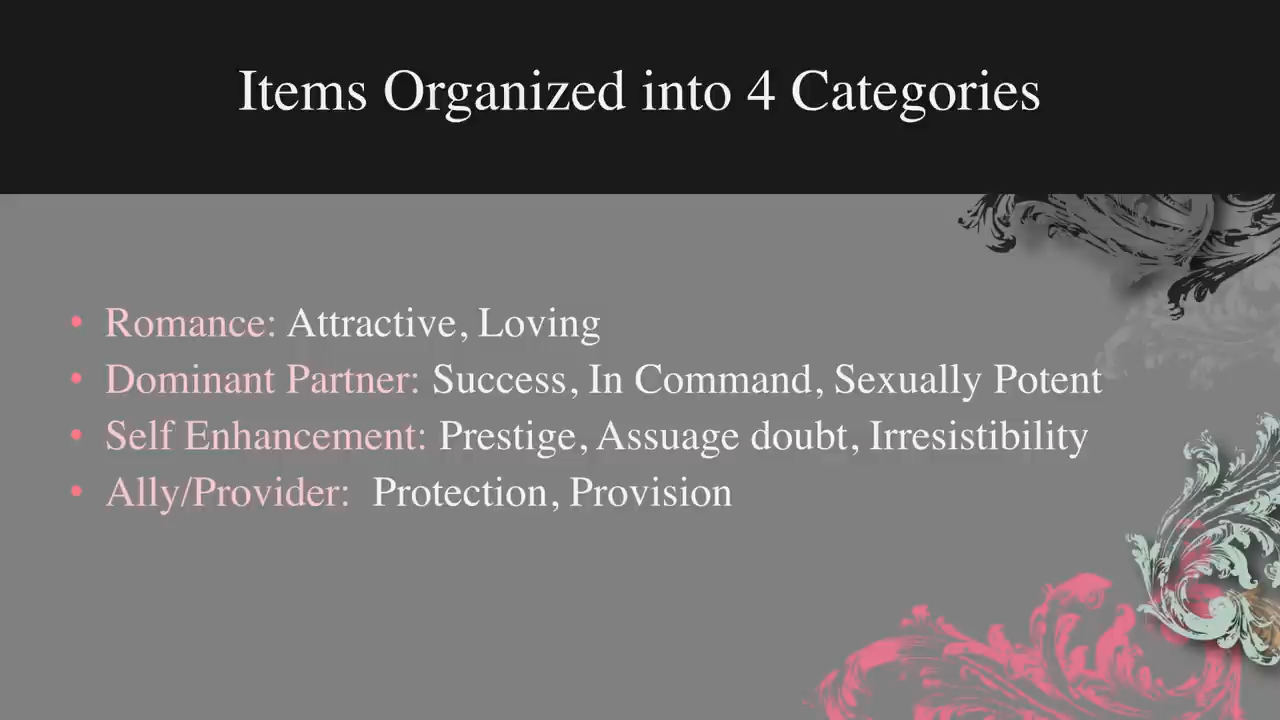 Items Organized into 4 Categories
• Romance: Attractive, Loving
• Dominant Partner: Success, In Command, Sexually Potent
• Self Enhancement: Prestige, Assuage doubt, Irresistibility
• Ally/Provider: Protection, Provision